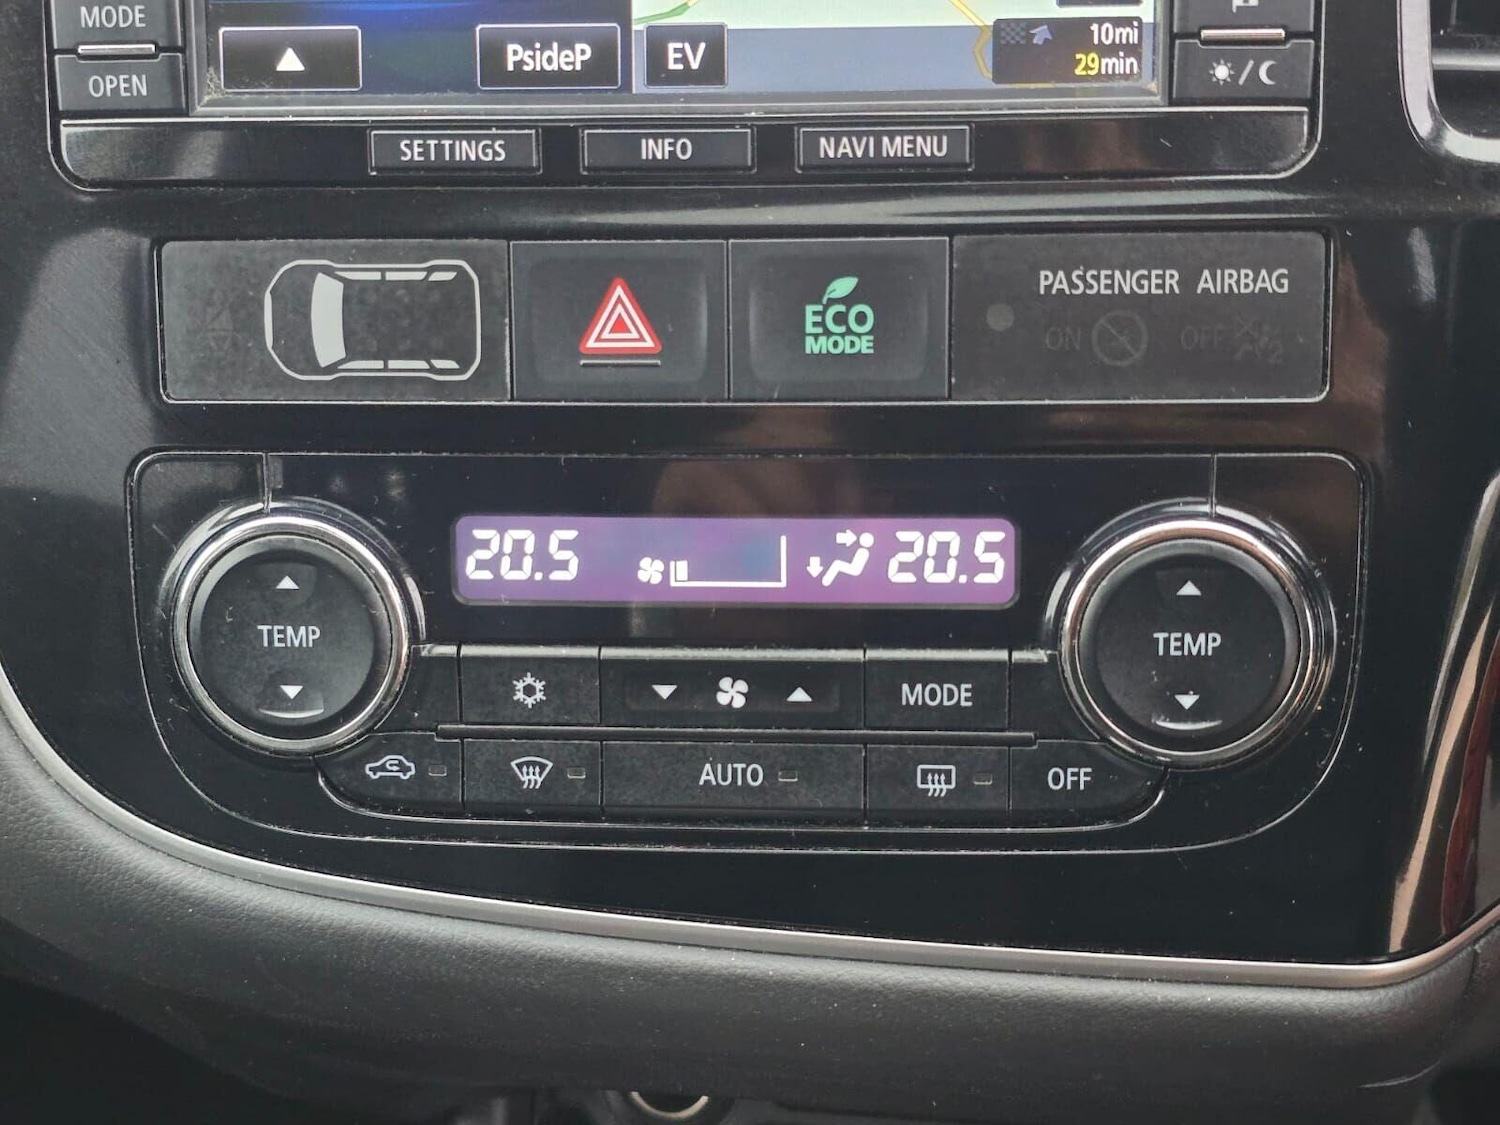 MODE
OPEN
PsideP
EV
10mi
29min
SETTINGS
INFO
NAVI MENU
ECO
MODE
PASSENGER AIRBAG
ON
OFF
20.5
20.5
TEMP
TEMP
MODE
AUTO
OFF